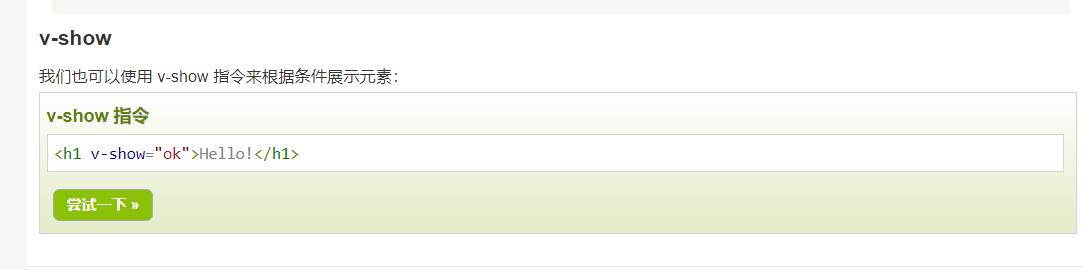 v-show
我们也可以使用 v-show 指令来根据条件展示元素：
v-show 指令
<h1 v-show="ok">Hello!</h1>
尝试一下 »